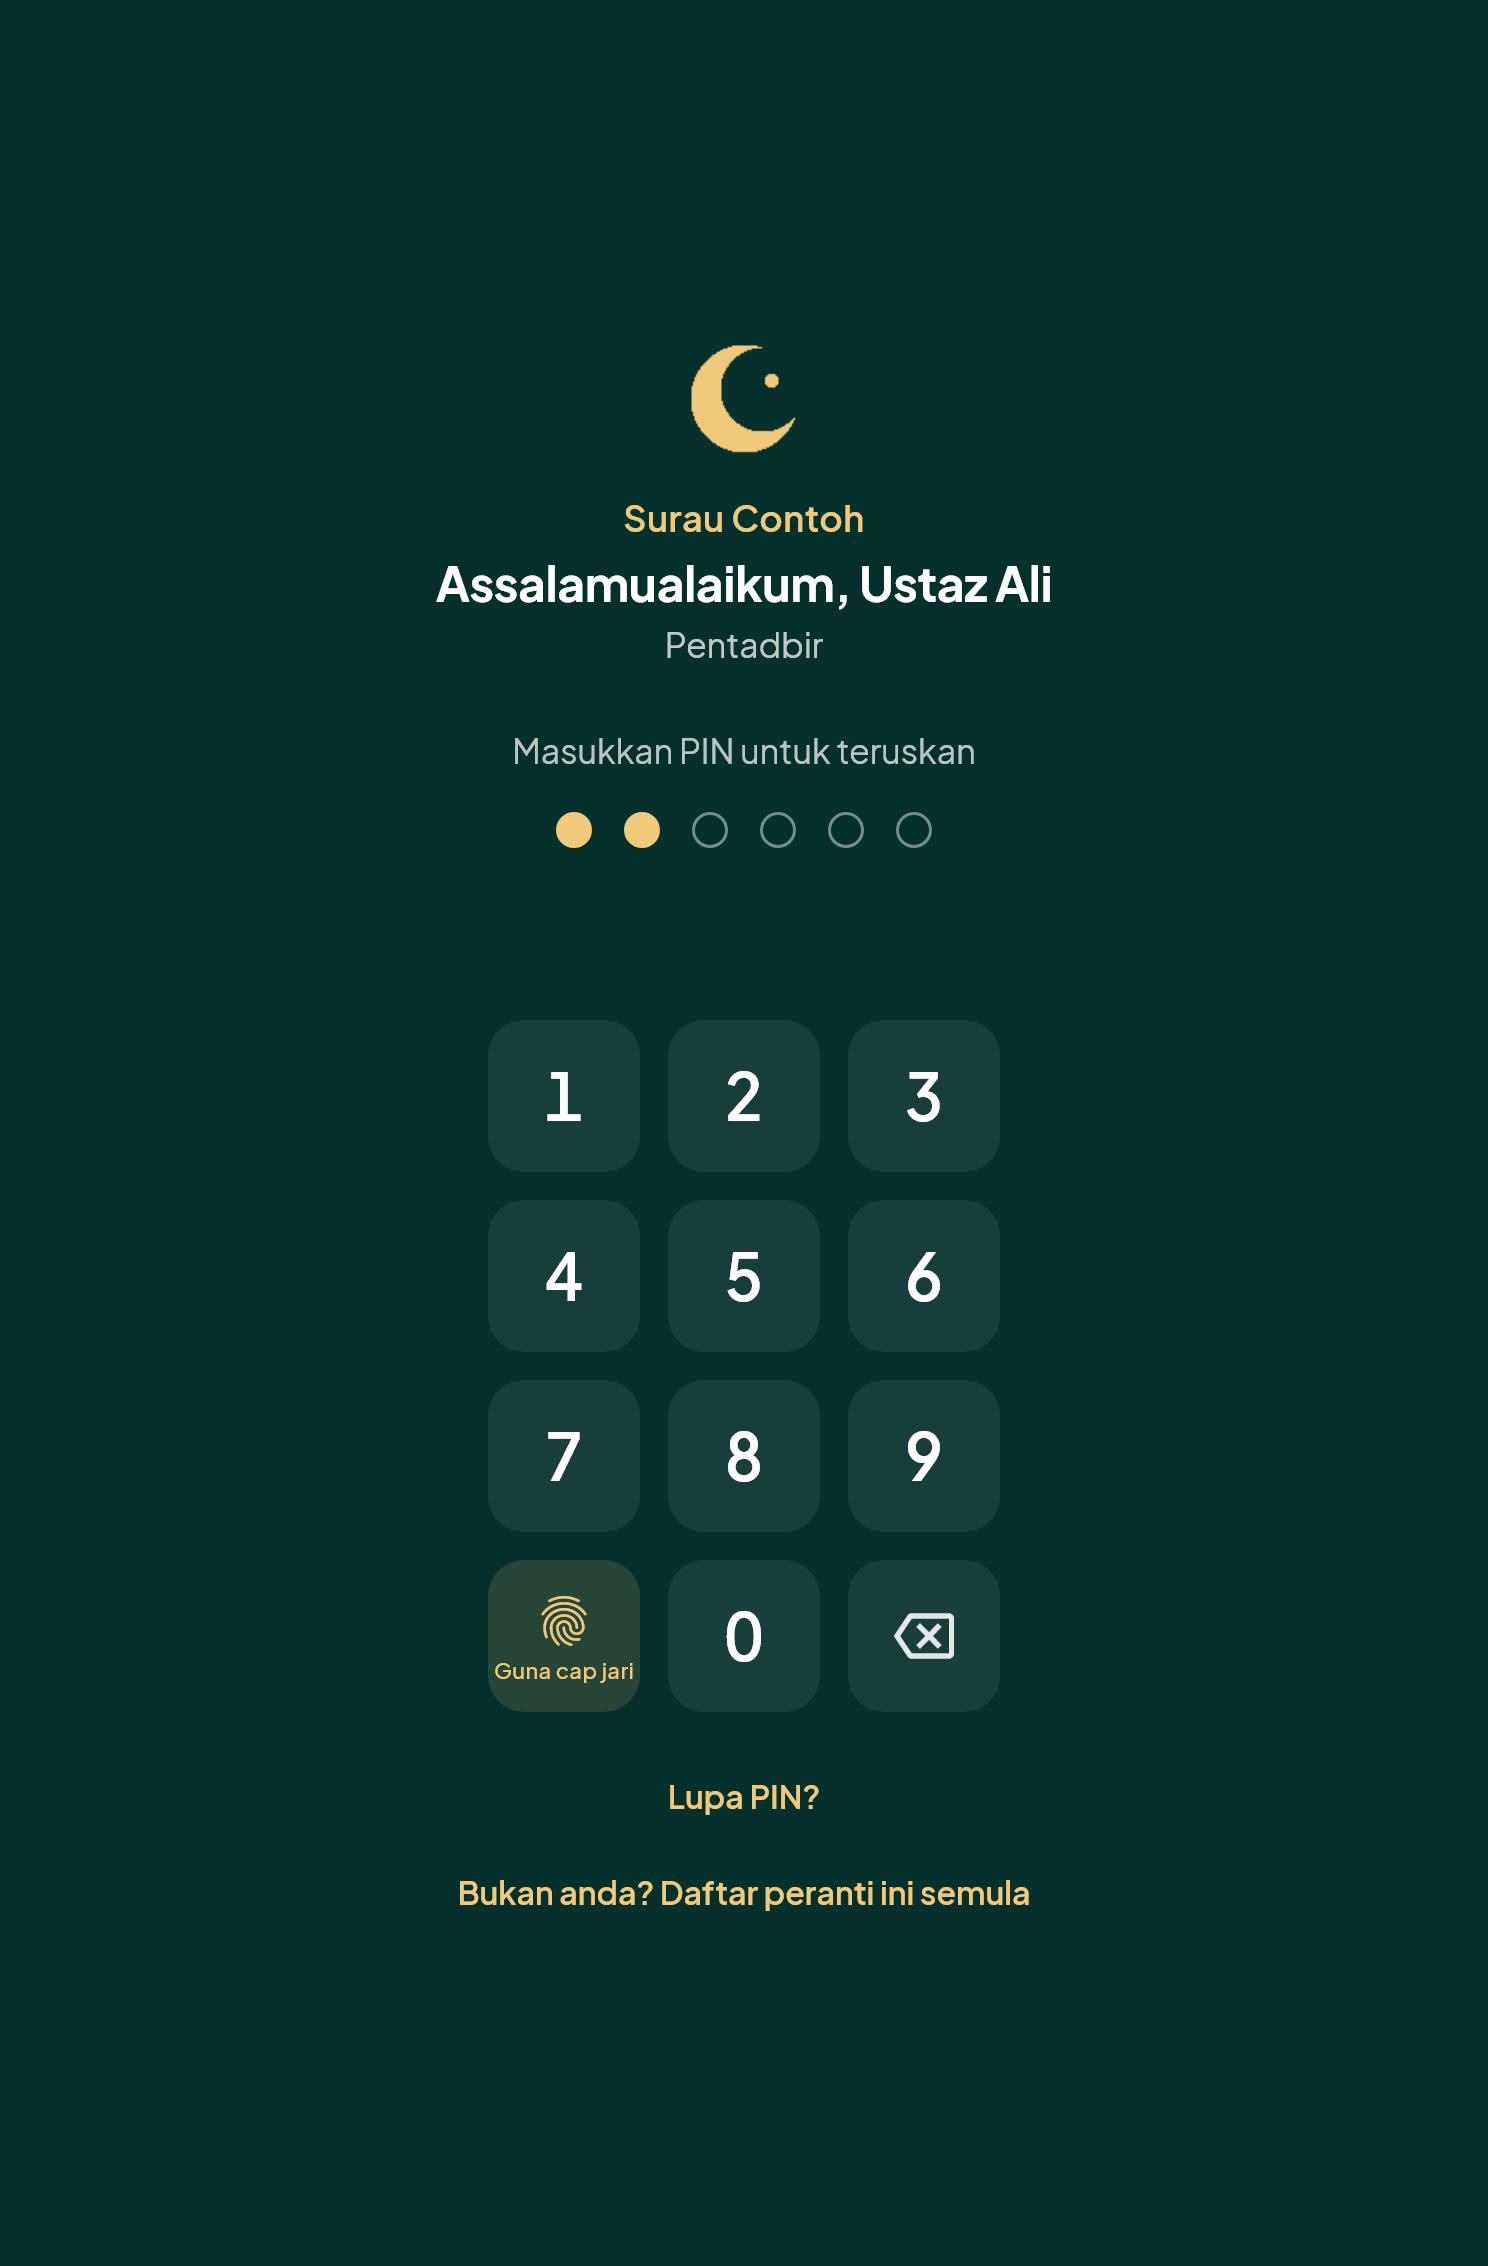 Surau Contoh
Assalamualaikum, Ustaz Ali
Pentadbir
Masukkan PIN untuk teruskan
1 2 3
4 5 6
7 8 9
0
Guna cap jari
Lupa PIN?
Bukan anda? Daftar peranti ini semula